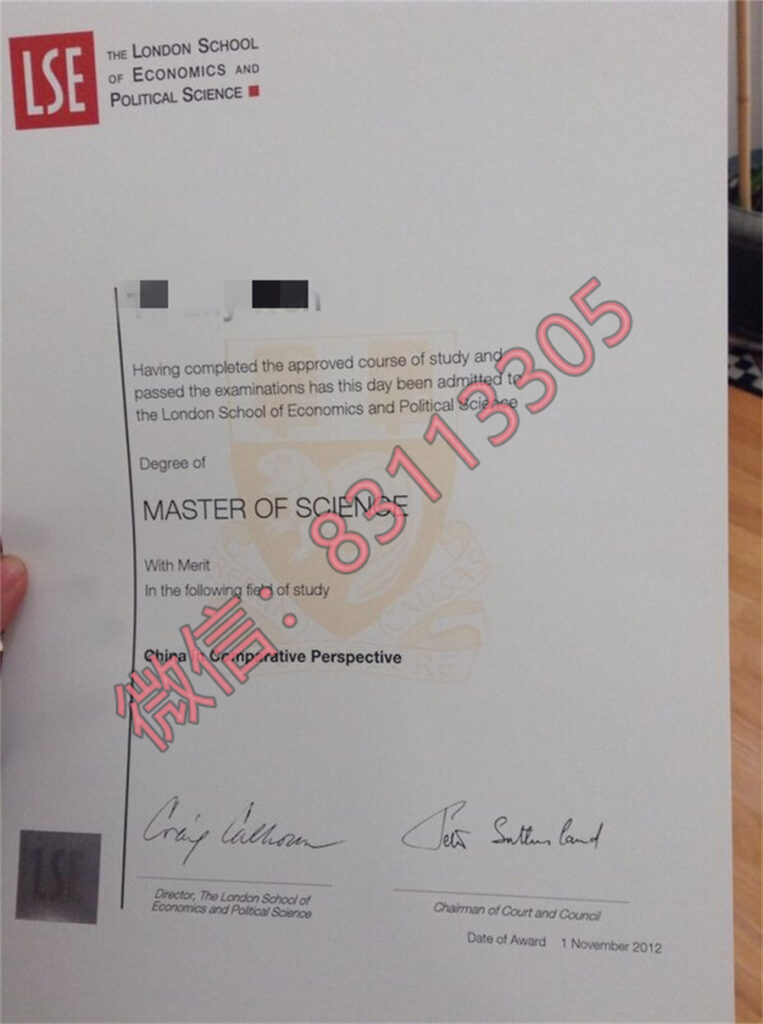 LSE
THE LONDON SCHOOL
OF ECONOMICS AND
POLITICAL SCIENCE
Having completed the approved course of study and
passed the examinations has this day been admitted to
the London School of Economics and Political Science
Degree of
MASTER OF SCIENCE
With Merit
In the following field of study
China in Comparative Perspective
微信：83113305
Craig Calhoun
Peter Sutherland
LSE
Director, The London School of
Economics and Political Science
Chairman of Court and Council
Date of Award 1 November 2012